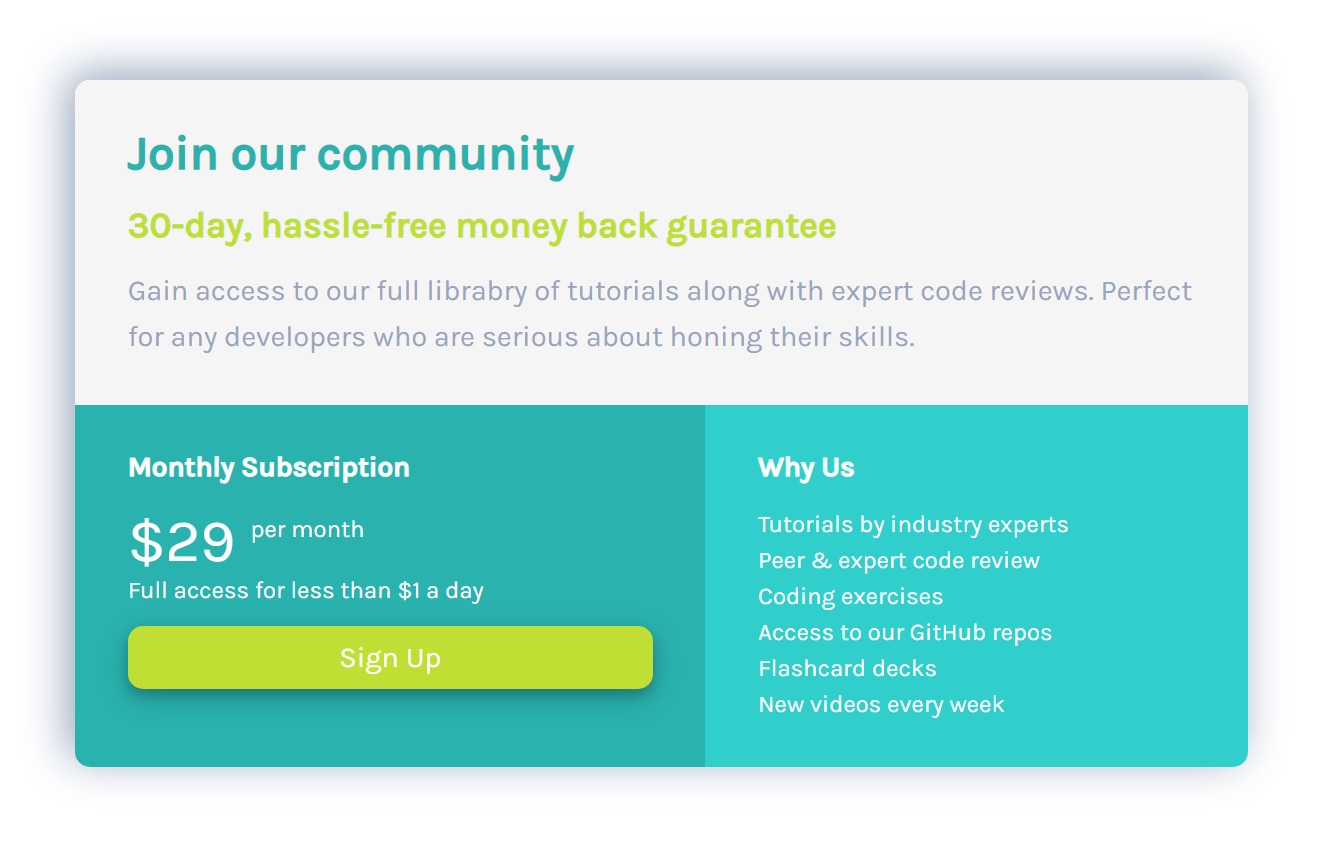 Join our community
30-day, hassle-free money back guarantee
Gain access to our full librabry of tutorials along with expert code reviews. Perfect
for any developers who are serious about honing their skills.
Monthly Subscription
$29 per month
Full access for less than $1 a day
Sign Up
Why Us
Tutorials by industry experts
Peer & expert code review
Coding exercises
Access to our GitHub repos
Flashcard decks
New videos every week